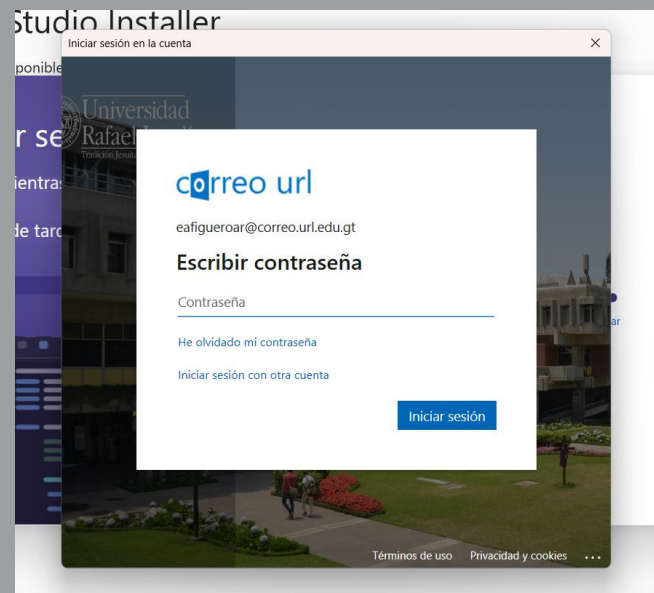 Studio Installer
Iniciar sesión en la cuenta
ponible
Universidad
Rafael
Tradición Jesuita
r se
ientras
de tard
correo url
eafigueroar@correo.url.edu.gt
Escribir contraseña
Contraseña
He olvidado mi contraseña
Iniciar sesión con otra cuenta
Iniciar sesión
ar
Términos de uso Privacidad y cookies ...